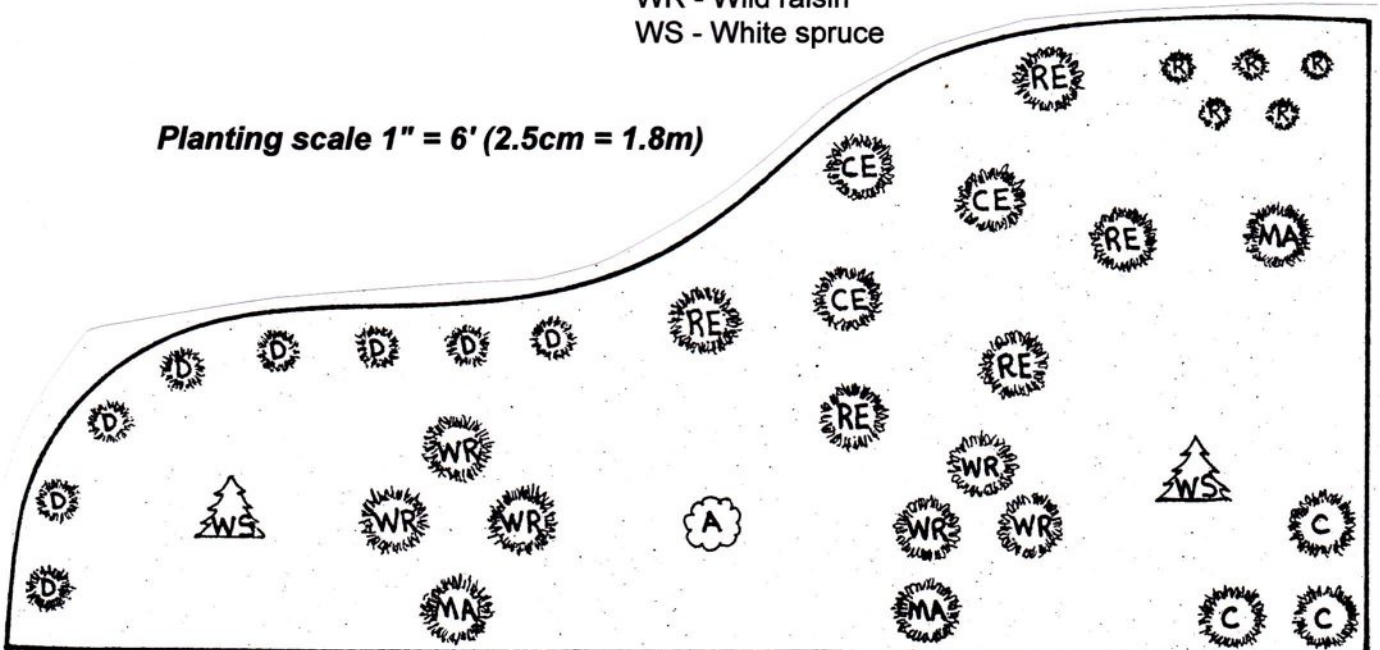 WR - Wild raisin
WS - White spruce
Planting scale 1" = 6' (2.5cm = 1.8m)
RE R R R
R R
CE
CE
RE MA
CE
RE
D D D D
D RE
D RE
WR WR
D WS
WS WR WR A WR WR C
D MA MA C C